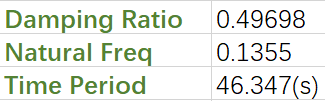 Damping Ratio 0.49698
Natural Freq 0.1355
Time Period 46.347(s)